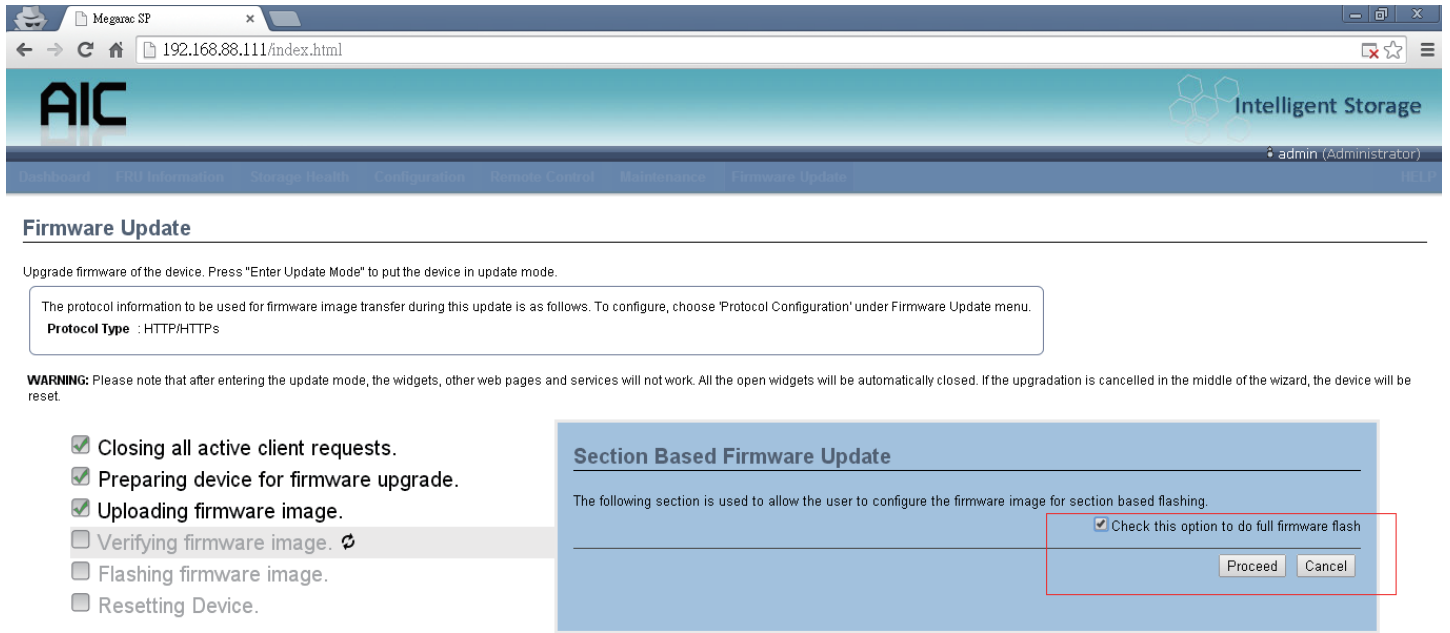 Megarac SP
192.168.88.111/index.html
AIC
Intelligent Storage
admin (Administrator)
Dashboard FRU Information Storage Health Configuration Remote Control Maintenance Firmware Update HELP
Firmware Update
Upgrade firmware of the device. Press "Enter Update Mode" to put the device in update mode.
The protocol information to be used for firmware image transfer during this update is as follows. To configure, choose 'Protocol Configuration' under Firmware Update menu.
Protocol Type : HTTP/HTTPs
WARNING: Please note that after entering the update mode, the widgets, other web pages and services will not work. All the open widgets will be automatically closed. If the upgradation is cancelled in the middle of the wizard, the device will be
reset.
Closing all active client requests.
Preparing device for firmware upgrade.
Uploading firmware image.
Verifying firmware image.
Flashing firmware image.
Resetting Device.
Section Based Firmware Update
The following section is used to allow the user to configure the firmware image for section based flashing.
Check this option to do full firmware flash
Proceed Cancel